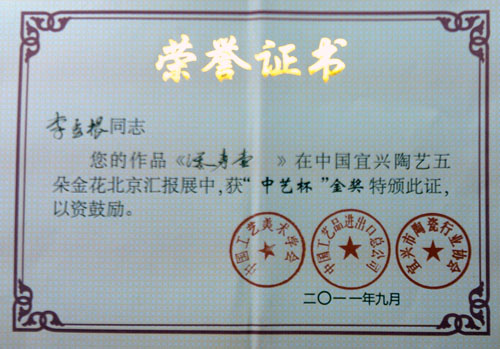 荣誉证书
李 根同志
您的作品《 寿壶 》在中国宜兴陶艺五
朵金花北京汇报展中,获“中艺杯”金奖特颁此证,
以资鼓励。
中国工艺美术学会
中国工艺品进出口总公司
宜兴市陶瓷行业协会
二〇一一年九月